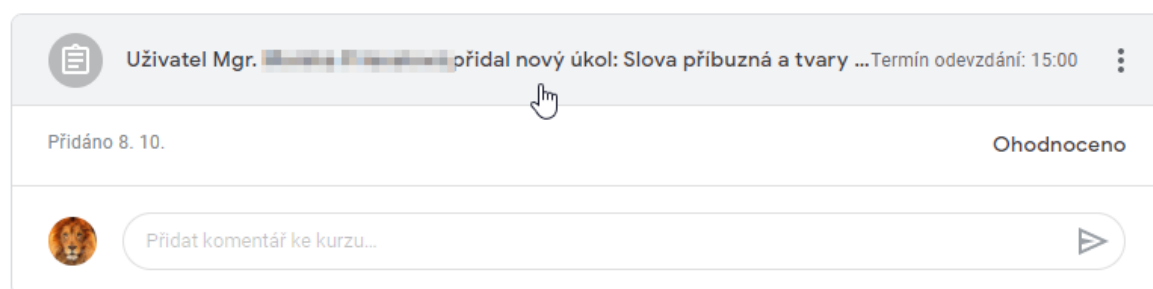 Uživatel Mgr. přidal nový úkol: Slova příbuzná a tvary ... Termín odevzdání: 15:00
Přidáno 8. 10.
Ohodnoceno
Přidat komentář ke kurzu...